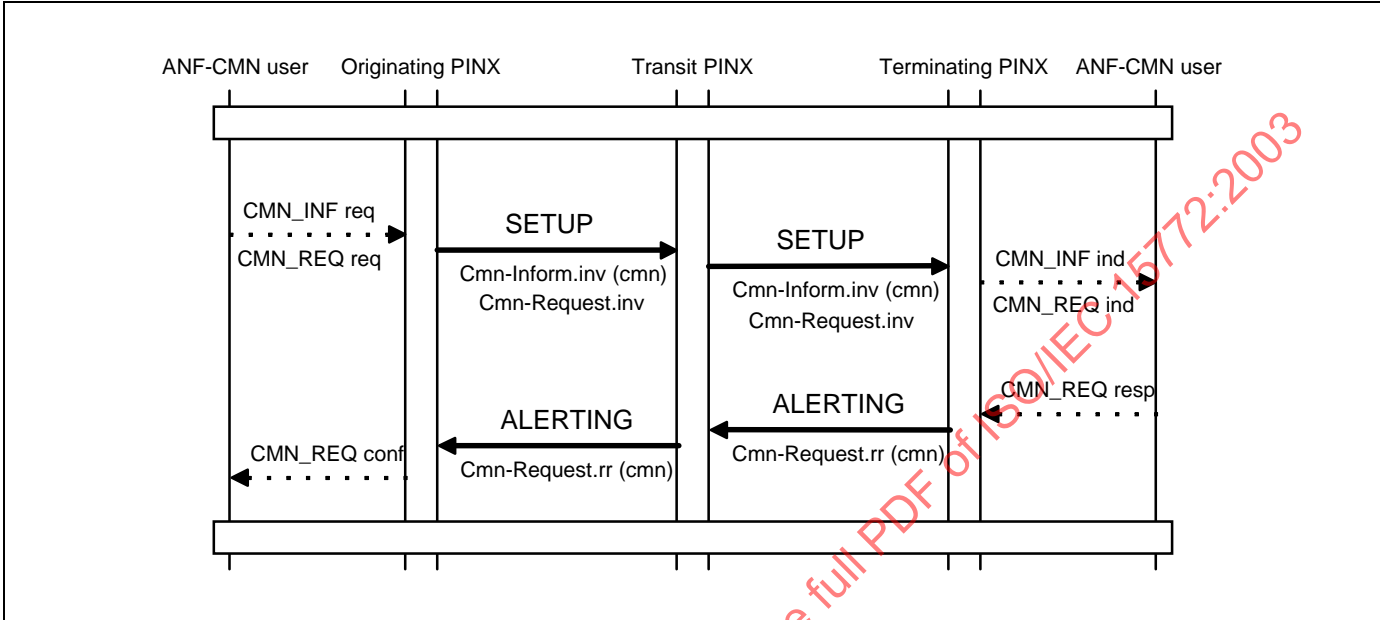 ANF-CMN user Originating PINX Transit PINX Terminating PINX ANF-CMN user
CMN_INF req
CMN_REQ req
SETUP
Cmn-Inform.inv (cmn)
Cmn-Request.inv
SETUP
Cmn-Inform.inv (cmn)
Cmn-Request.inv
CMN_INF ind
CMN_REQ ind
CMN_REQ resp
ALERTING
Cmn-Request.rr (cmn)
ALERTING
Cmn-Request.rr (cmn)
CMN_REQ conf
full PDF of ISO/IEC 15772:2003